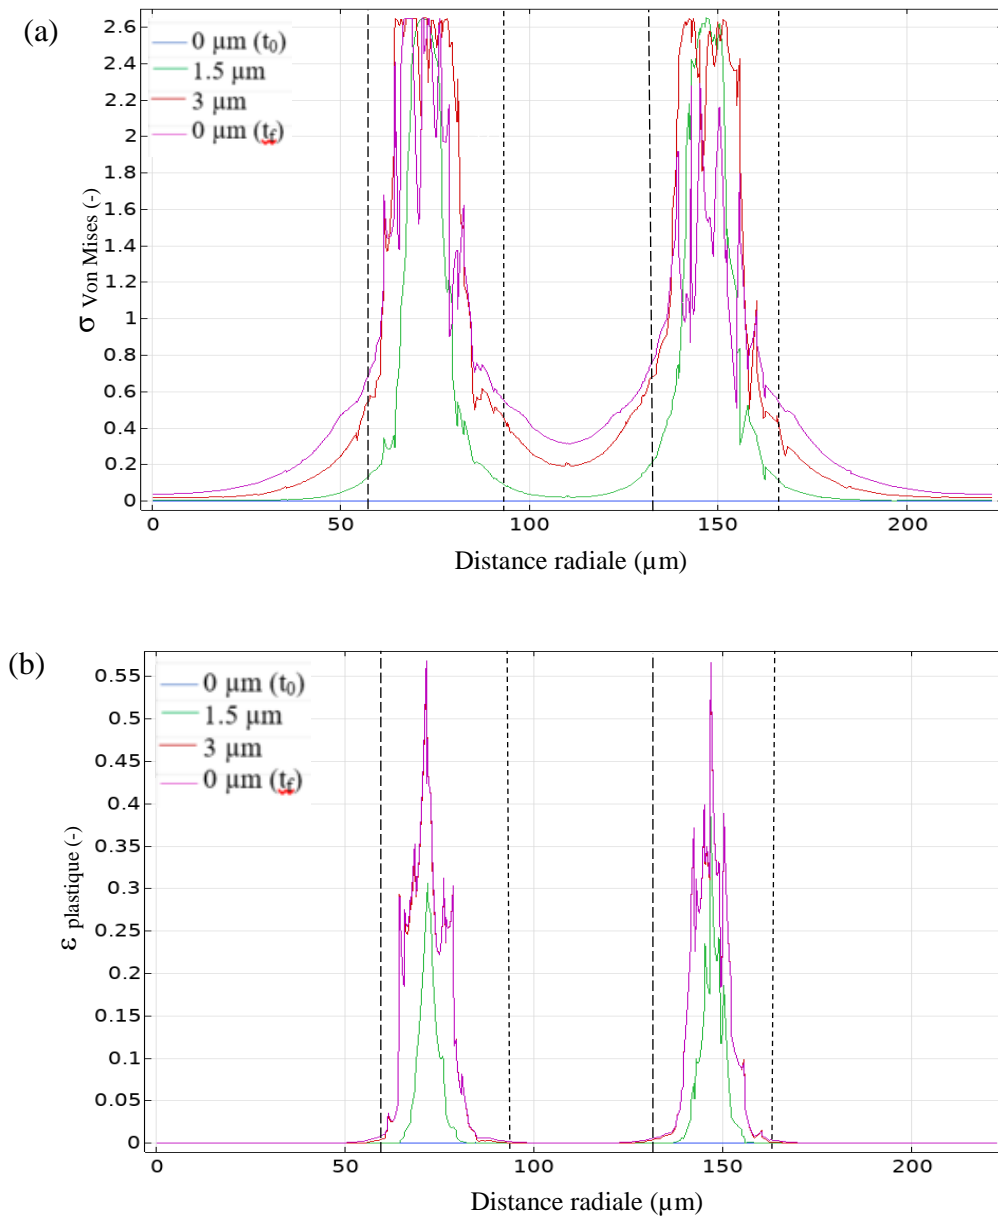 (a)
2.6
2.4
2.2
2
1.8
1.6
1.4
1.2
1
0.8
0.6
0.4
0.2
0
0 µm (t₀)
1.5 µm
3 µm
0 µm (tf)
σ Von Mises (-)
0
50
100
150
200
Distance radiale (µm)
(b)
0.55
0.5
0.45
0.4
0.35
0.3
0.25
0.2
0.15
0.1
0.05
0
0 µm (t₀)
1.5 µm
3 µm
0 µm (tf)
ε plastique (-)
0
50
100
150
200
Distance radiale (µm)